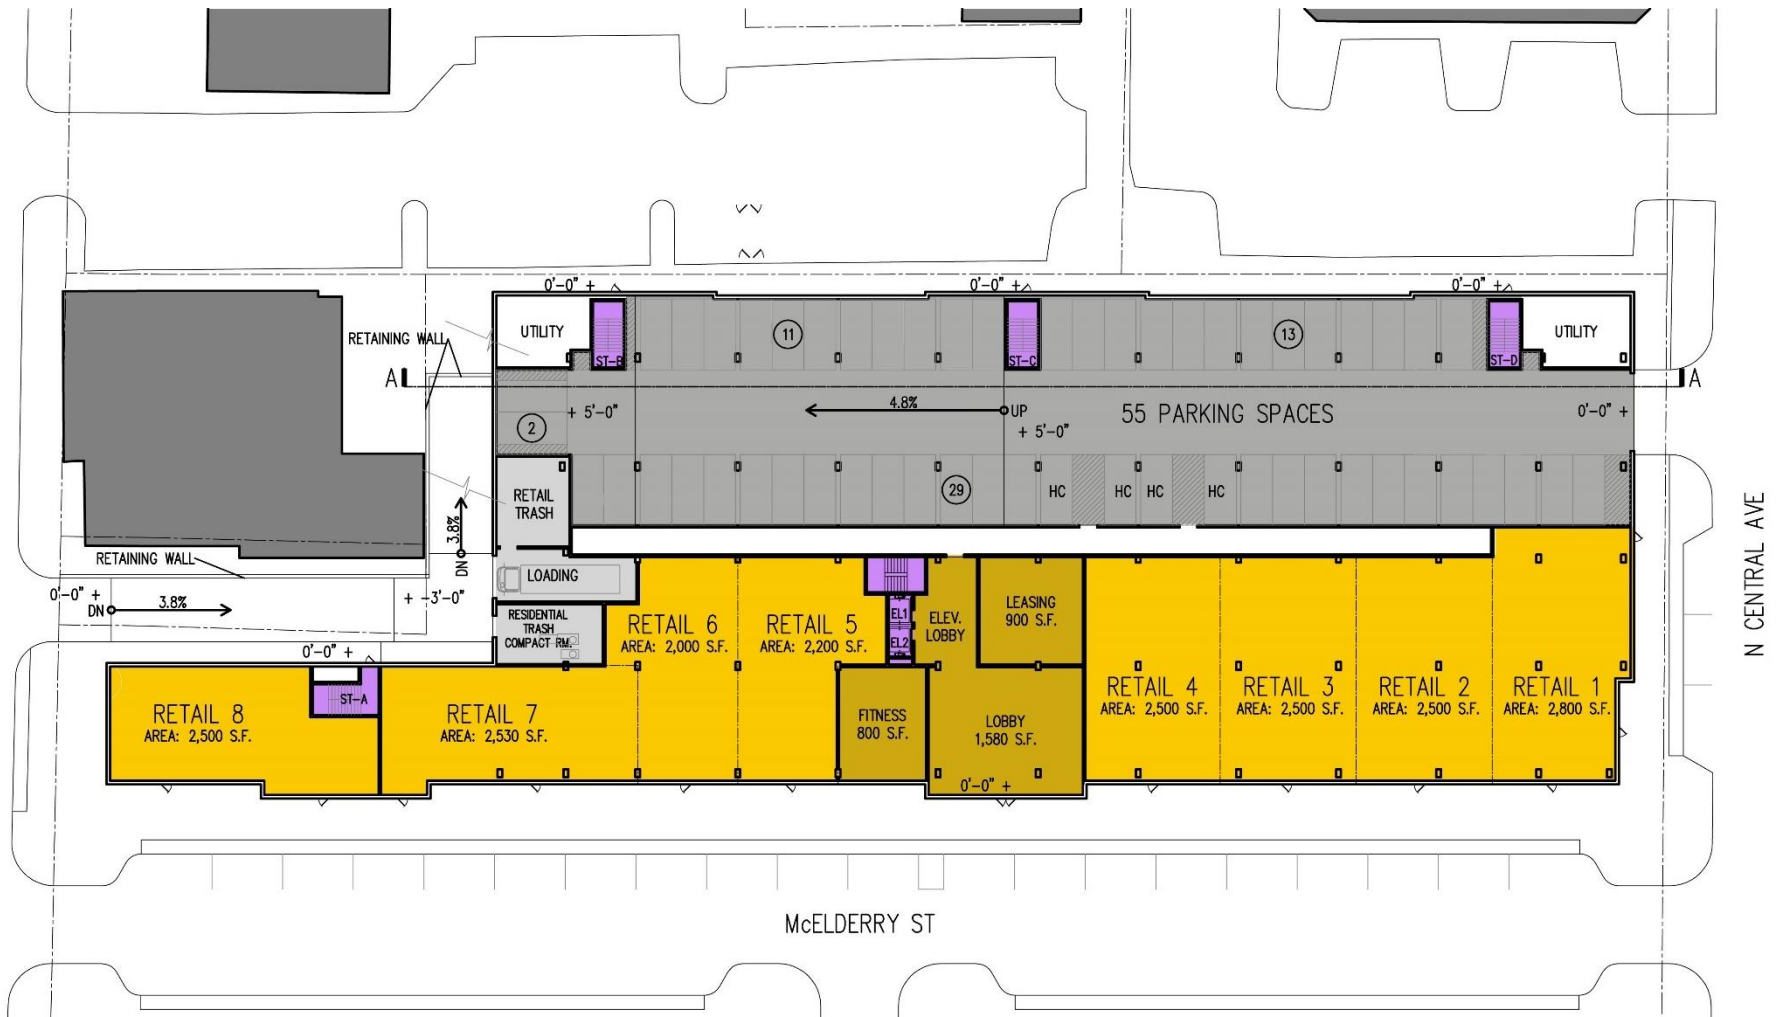 0'-0" +
0'-0" +
0'-0" +
UTILITY
11
13
UTILITY
RETAINING WALL
ST-B
ST-C
ST-D
A
A
4.8%
UP
+ 5'-0"
+ 5'-0"
55 PARKING SPACES
0'-0" +
2
RETAIL
TRASH
29
HC
HC
HC
HC
3.8%
DN
RETAINING WALL
LOADING
0'-0" +
DN
3.8%
+ -3'-0"
RESIDENTIAL
TRASH
COMPACT RM.
RETAIL 6
AREA: 2,000 S.F.
RETAIL 5
AREA: 2,200 S.F.
EL1
EL2
ELEV.
LOBBY
LEASING
900 S.F.
0'-0" +
ST-A
RETAIL 8
AREA: 2,500 S.F.
RETAIL 7
AREA: 2,530 S.F.
FITNESS
800 S.F.
LOBBY
1,580 S.F.
0'-0" +
RETAIL 4
AREA: 2,500 S.F.
RETAIL 3
AREA: 2,500 S.F.
RETAIL 2
AREA: 2,500 S.F.
RETAIL 1
AREA: 2,800 S.F.
N CENTRAL AVE
McELDERRY ST